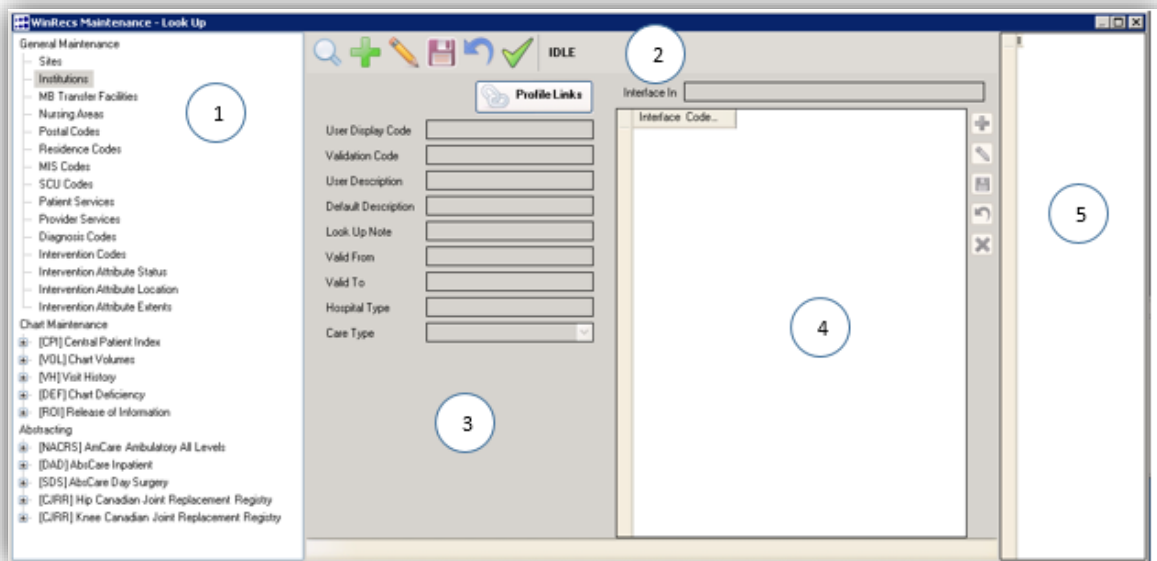 WinRecs Maintenance - Look Up
General Maintenance
Sites
Institutions
MB Transfer Facilities
Nursing Areas
Postal Codes
Residence Codes
MIS Codes
SCU Codes
Patient Services
Provider Services
Diagnosis Codes
Intervention Codes
Intervention Attribute Status
Intervention Attribute Location
Intervention Attribute Extents
Chart Maintenance
[CPI] Central Patient Index
[VOL] Chart Volumes
[VH] Visit History
[DEF] Chart Deficiency
[ROI] Release of Information
Abstracting
[NACRS] AmCare Ambulatory All Levels
[DAD] AbsCare Inpatient
[SDS] AbsCare Day Surgery
[CJRR] Hip Canadian Joint Replacement Registry
[CJRR] Knee Canadian Joint Replacement Registry
1
IDLE
2
Profile Links
User Display Code
Validation Code
User Description
Default Description
Look Up Note
Valid From
Valid To
Hospital Type
Care Type
3
Interface In
Interface Code...
4
5